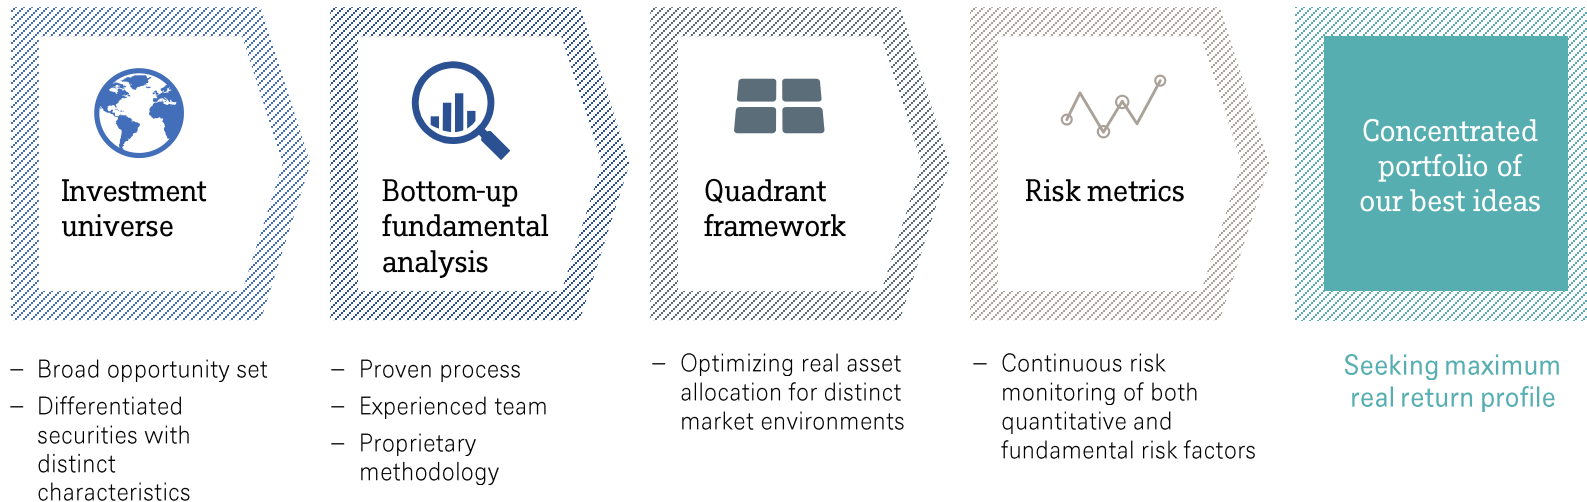 Investment
universe
– Broad opportunity set
– Differentiated
securities with
distinct
characteristics
Bottom-up
fundamental
analysis
– Proven process
– Experienced team
– Proprietary
methodology
Quadrant
framework
– Optimizing real asset
allocation for distinct
market environments
Risk metrics
– Continuous risk
monitoring of both
quantitative and
fundamental risk factors
Concentrated
portfolio of
our best ideas
Seeking maximum
real return profile